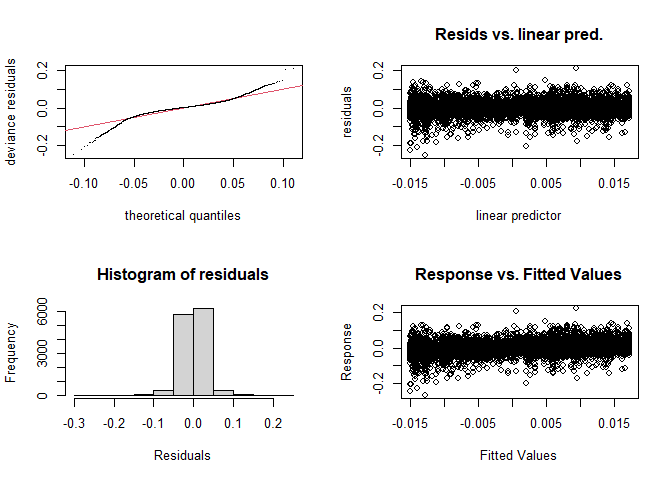 deviance residuals
-0.2 0.0 0.2
-0.10 -0.05 0.00 0.05 0.10
theoretical quantiles
Resids vs. linear pred.
residuals
-0.2 0.0 0.2
-0.015 -0.005 0.005 0.015
linear predictor
Histogram of residuals
Frequency
0 3000 6000
-0.3 -0.2 -0.1 0.0 0.1 0.2
Residuals
Response vs. Fitted Values
Response
-0.2 0.0 0.2
-0.015 -0.005 0.005 0.015
Fitted Values